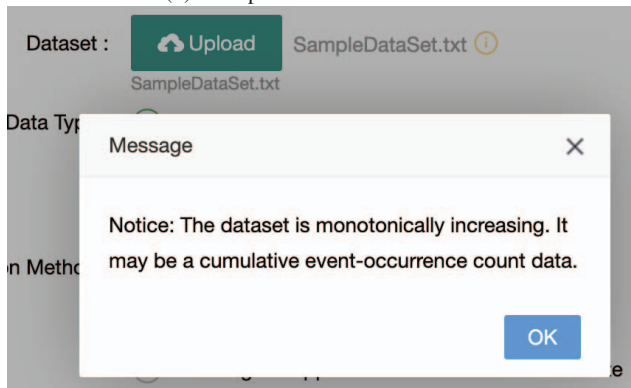 Dataset :
Upload
SampleDataSet.txt
SampleDataSet.txt
Data Typ
Message
Notice: The dataset is monotonically increasing. It
may be a cumulative event-occurrence count data.
n Metho
OK